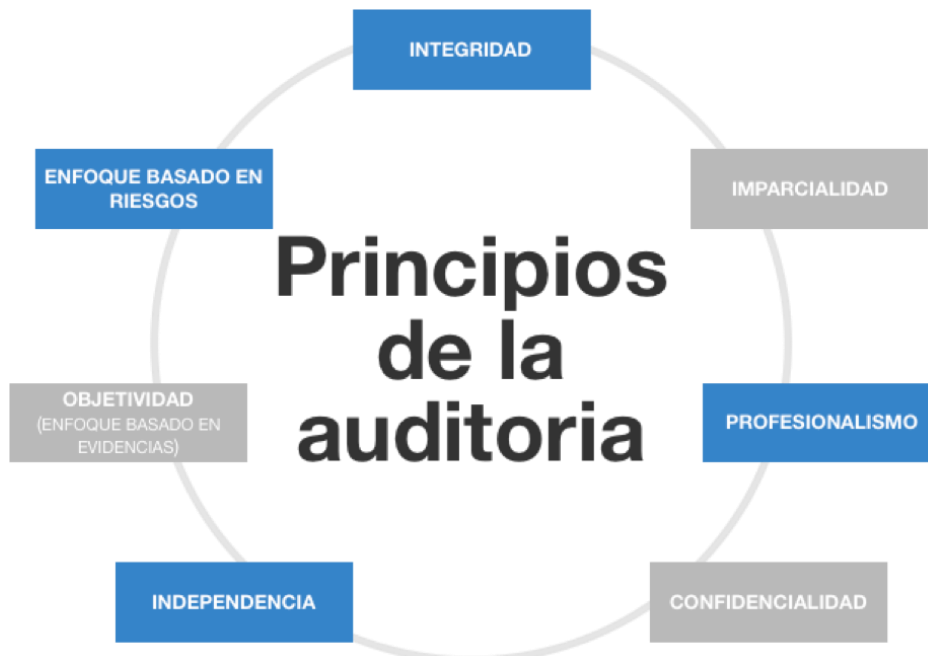 INTEGRIDAD
ENFOQUE BASADO EN
RIESGOS
IMPARCIALIDAD
Principios
de la
auditoria
OBJETIVIDAD
(ENFOQUE BASADO EN
EVIDENCIAS)
PROFESIONALISMO
INDEPENDENCIA
CONFIDENCIALIDAD